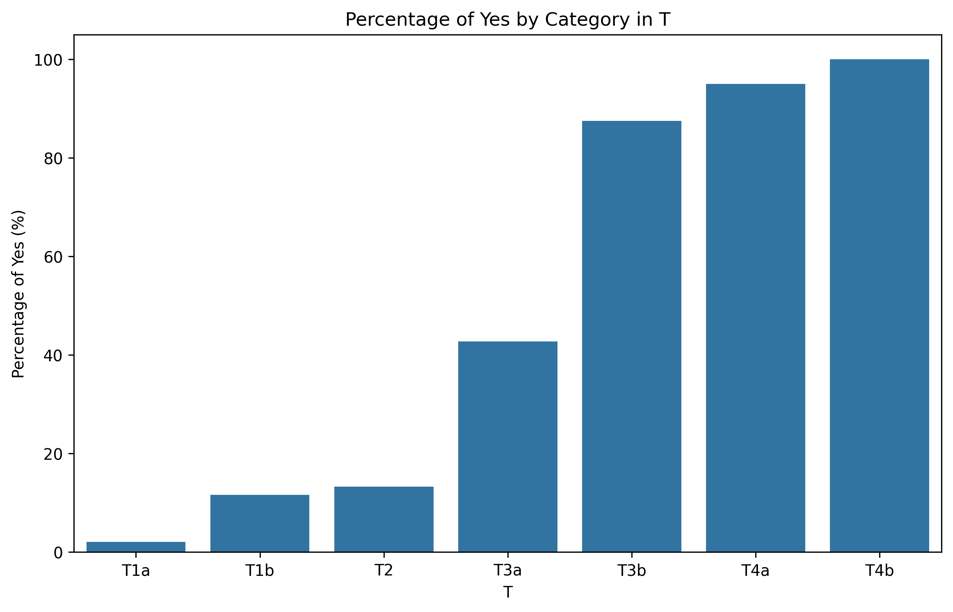 Percentage of Yes by Category in T
Percentage of Yes (%)
100
80
60
40
20
0
T1a T1b T2 T3a T3b T4a T4b
T